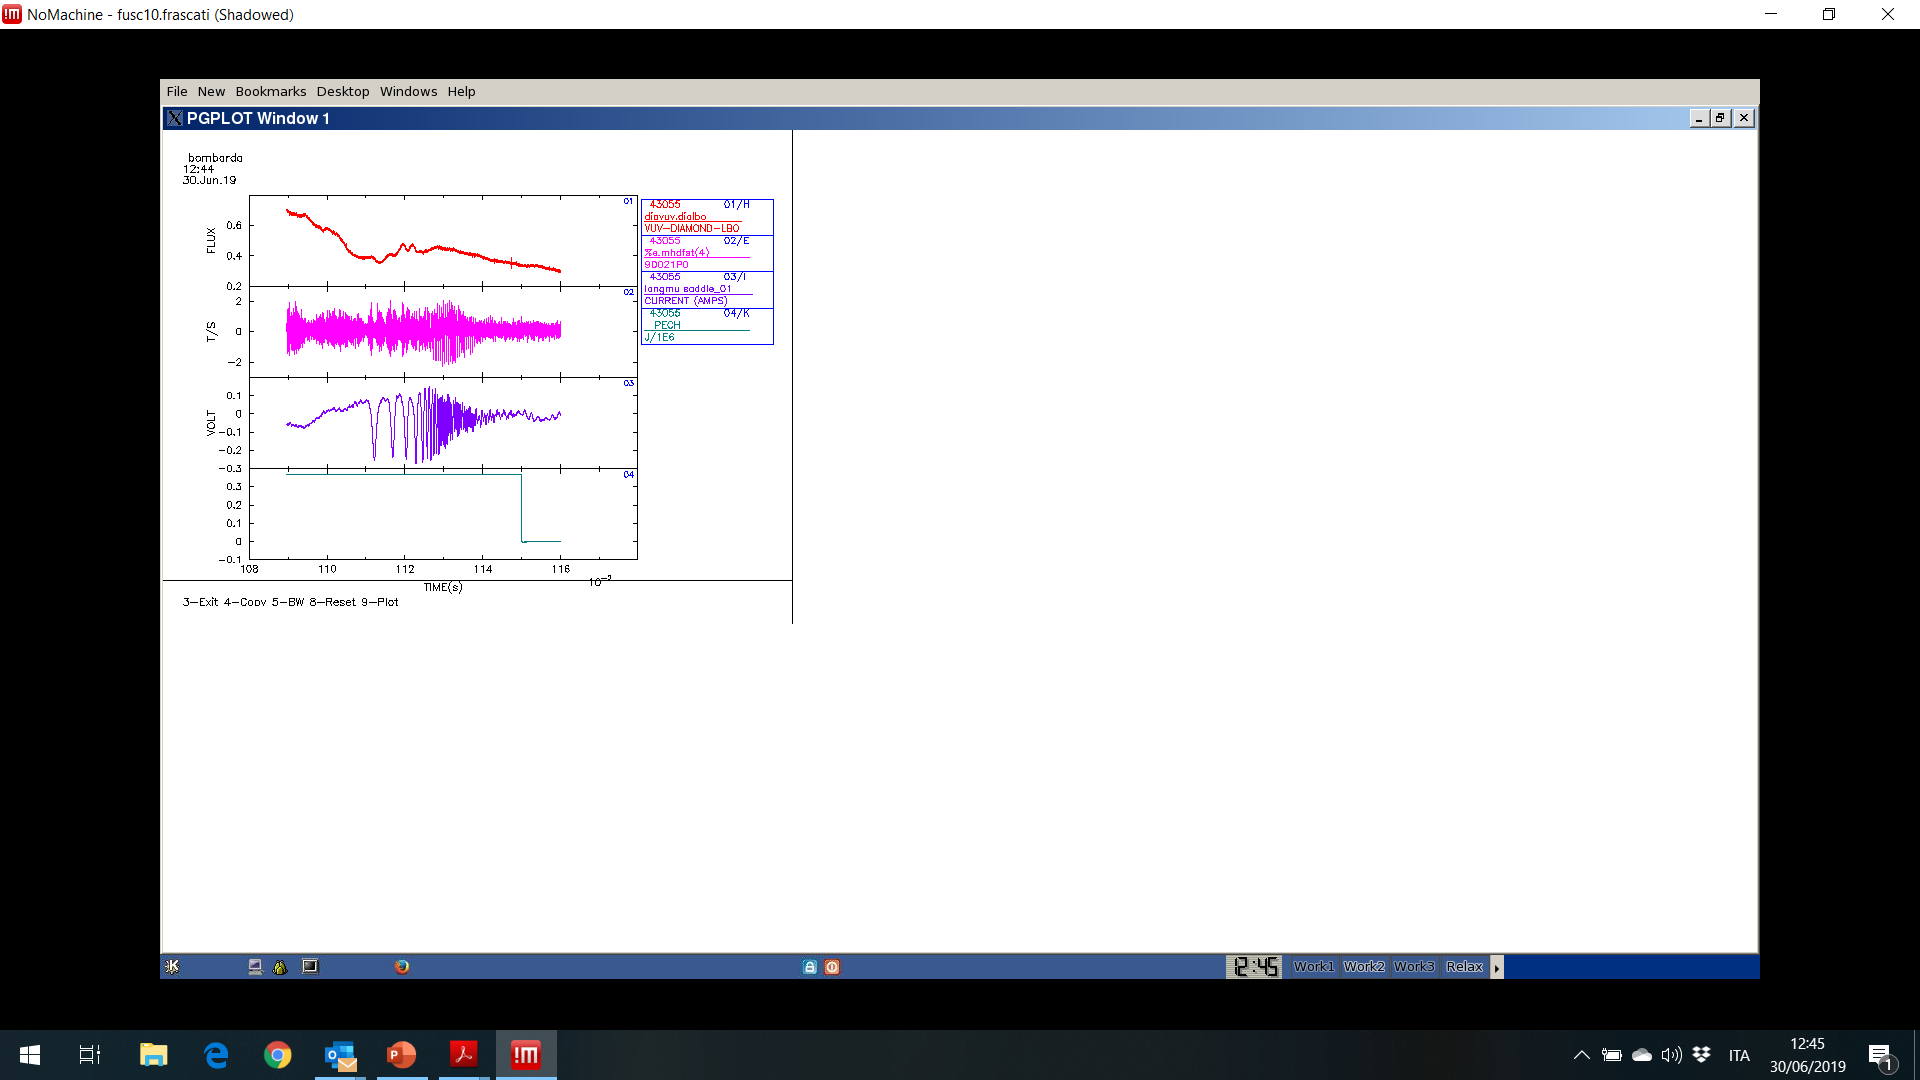 NoMachine - fusc10.frascati (Shadowed)
File New Bookmarks Desktop Windows Help
PGPLOT Window 1
bombarda
12:44
30.Jun.19
01
FLUX
0.6
0.4
0.2
02
T/S
2
0
-2
03
VOLT
0.1
0
-0.1
-0.2
-0.3
04
0.3
0.2
0.1
0
-0.1
108 110 112 114 116
TIME(s)
43055 01/H
diavuv.dialbo
VUV-DIAMOND-LBO
43055 02/E
%e.mhdfst(4)
43055 03/I
langmu saddle_01
CURRENT (AMPS)
43055 04/K
PECH
J/1E6
3-Exit 4-Copy 5-BW 8-Reset 9-Plot
12:45 Work1 Work2 Work3 Relax
ITA
12:45
30/06/2019
1